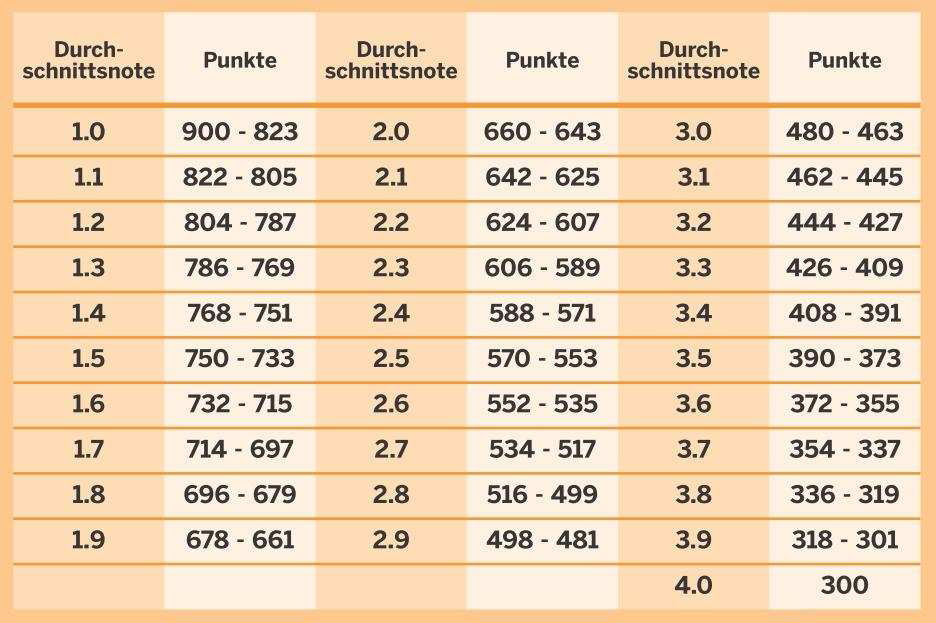 Durch- Punkte Durch- Punkte Durch- Punkte
schnittsnote schnittsnote schnittsnote
1.0 900 - 823 2.0 660 - 643 3.0 480 - 463
1.1 822 - 805 2.1 642 - 625 3.1 462 - 445
1.2 804 - 787 2.2 624 - 607 3.2 444 - 427
1.3 786 - 769 2.3 606 - 589 3.3 426 - 409
1.4 768 - 751 2.4 588 - 571 3.4 408 - 391
1.5 750 - 733 2.5 570 - 553 3.5 390 - 373
1.6 732 - 715 2.6 552 - 535 3.6 372 - 355
1.7 714 - 697 2.7 534 - 517 3.7 354 - 337
1.8 696 - 679 2.8 516 - 499 3.8 336 - 319
1.9 678 - 661 2.9 498 - 481 3.9 318 - 301
4.0 300